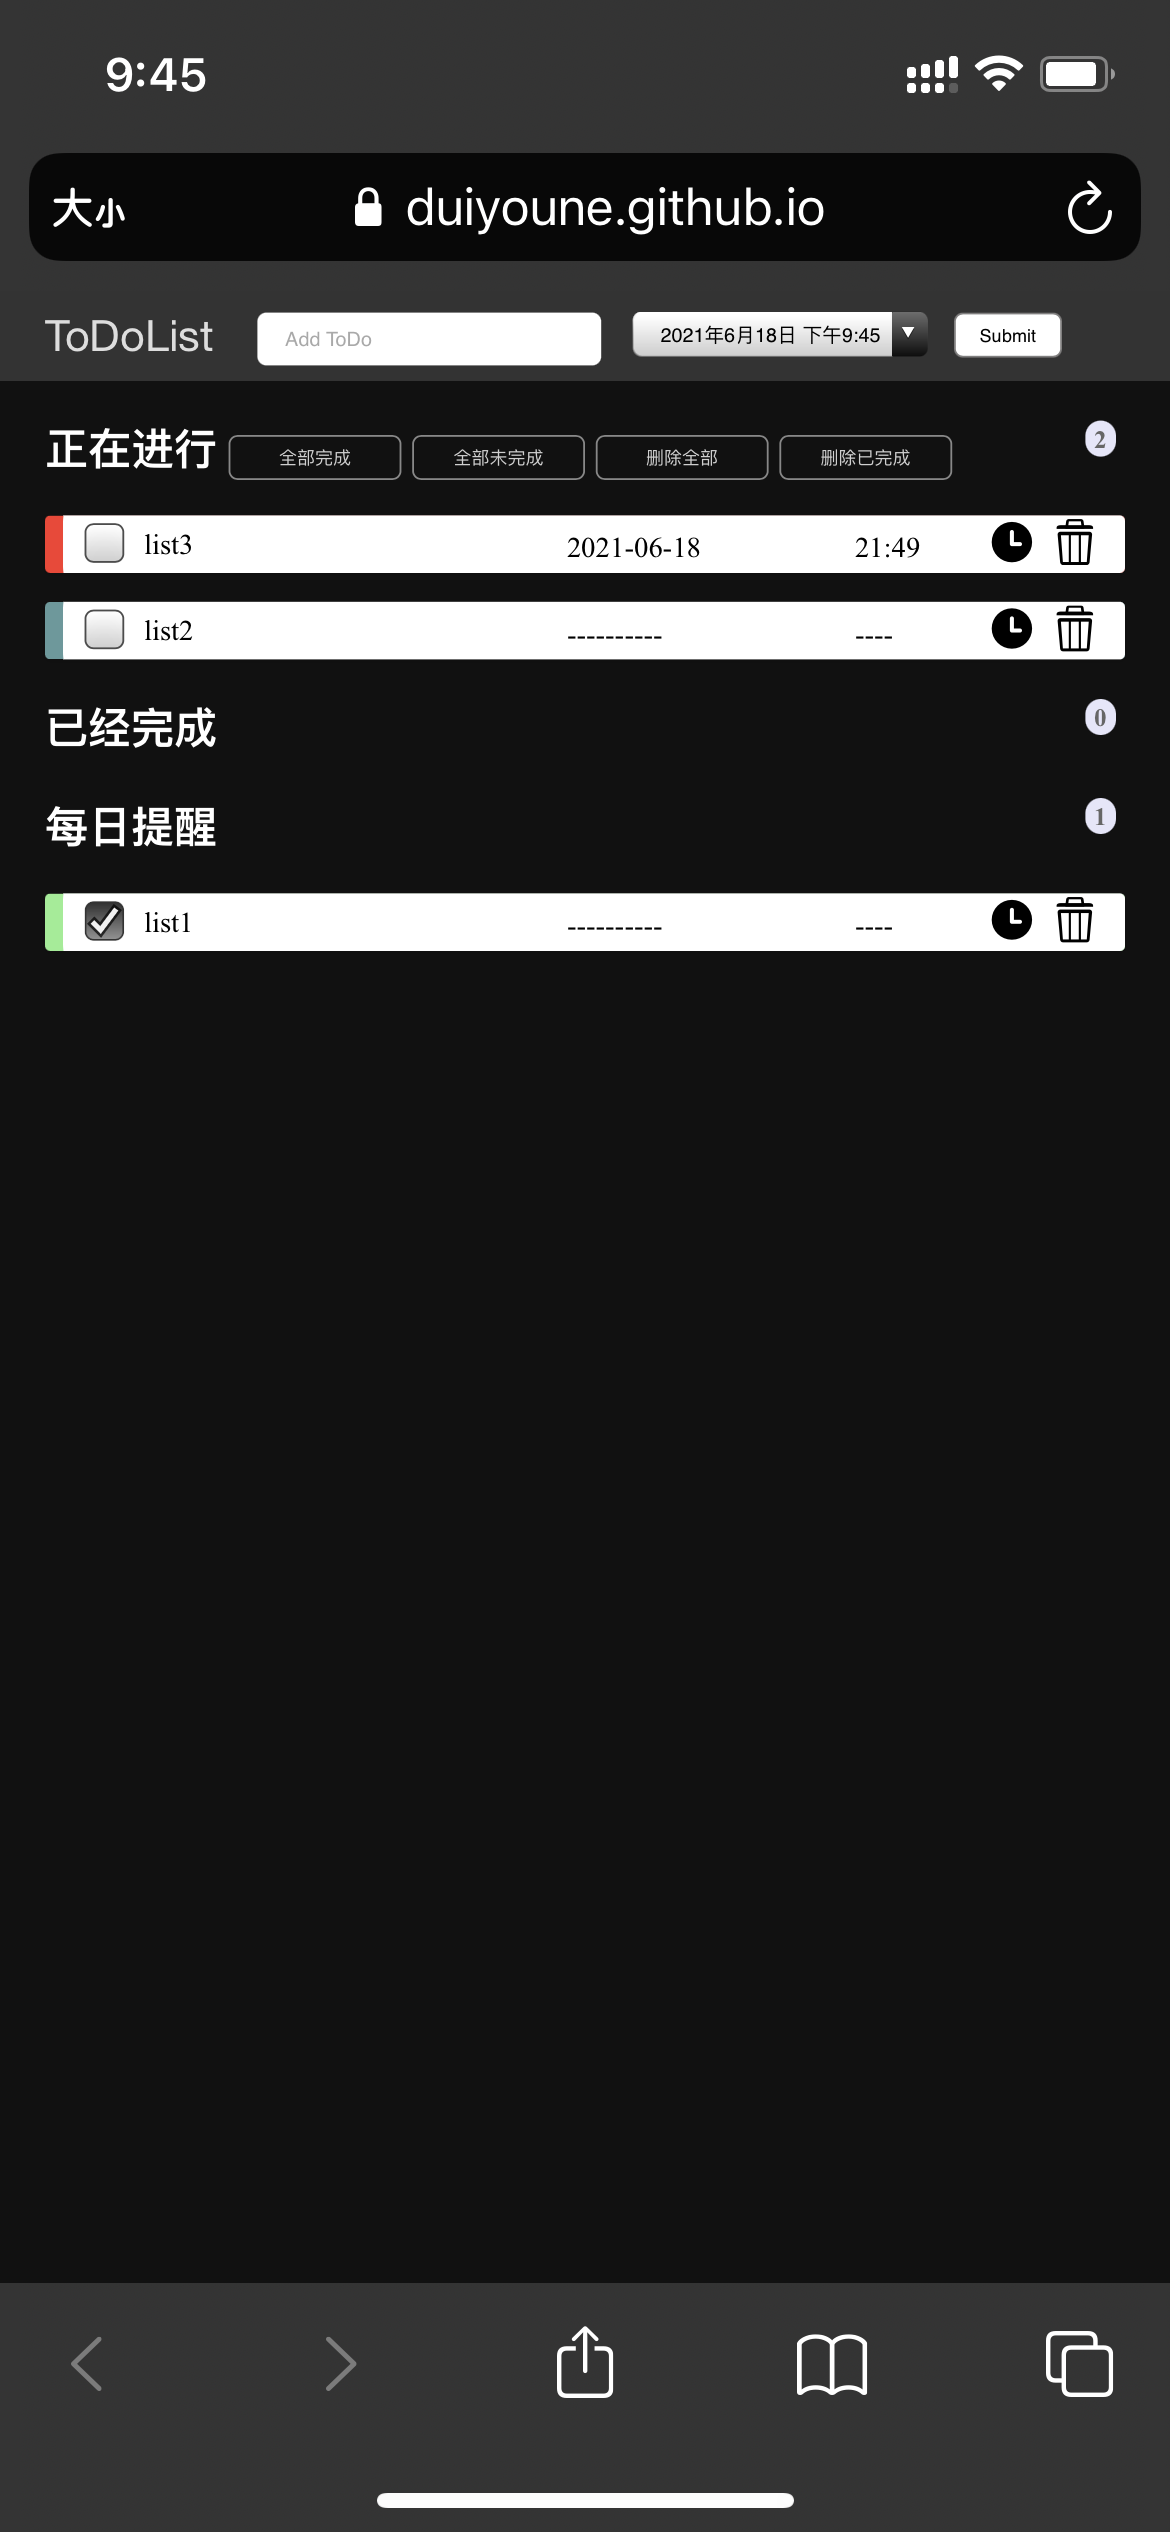 9:45
大小 duiyoune.github.io
ToDoList Add ToDo 2021年6月18日 下午9:45 Submit
正在进行 全部完成 全部未完成 删除全部 删除已完成 2
list3 2021-06-18 21:49
list2 ---------- ----
已经完成 0
每日提醒 1
list1 ---------- ----